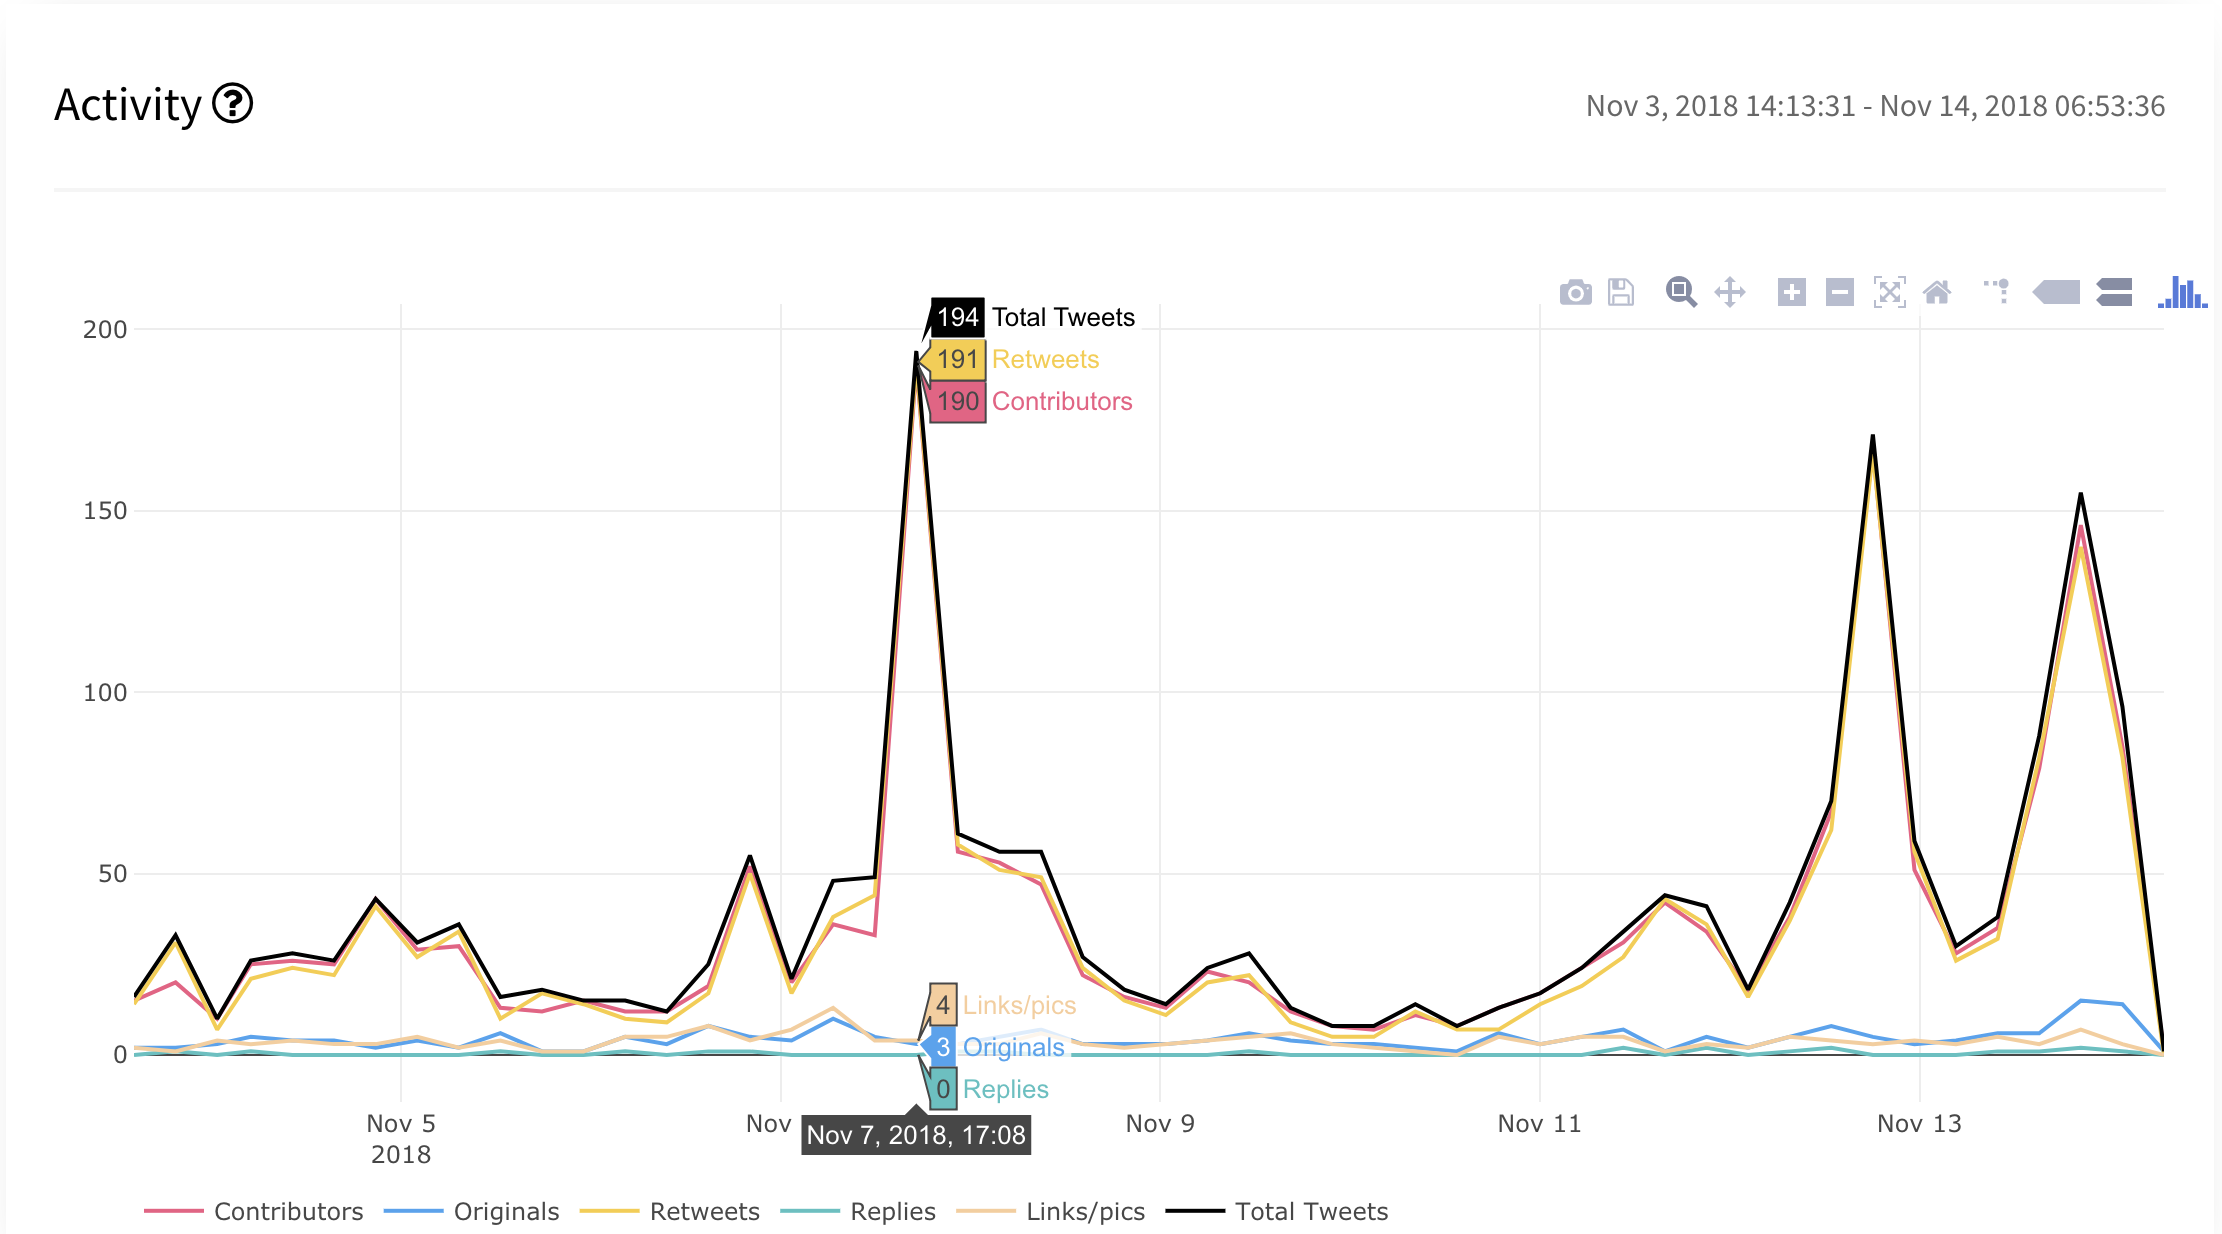 Activity ?
Nov 3, 2018 14:13:31 - Nov 14, 2018 06:53:36
200
150
100
50
0
194 Total Tweets
191 Retweets
190 Contributors
4 Links/pics
3 Originals
0 Replies
Nov 5
2018
Nov
Nov 7, 2018, 17:08
Nov 9
Nov 11
Nov 13
Contributors Originals Retweets Replies Links/pics Total Tweets